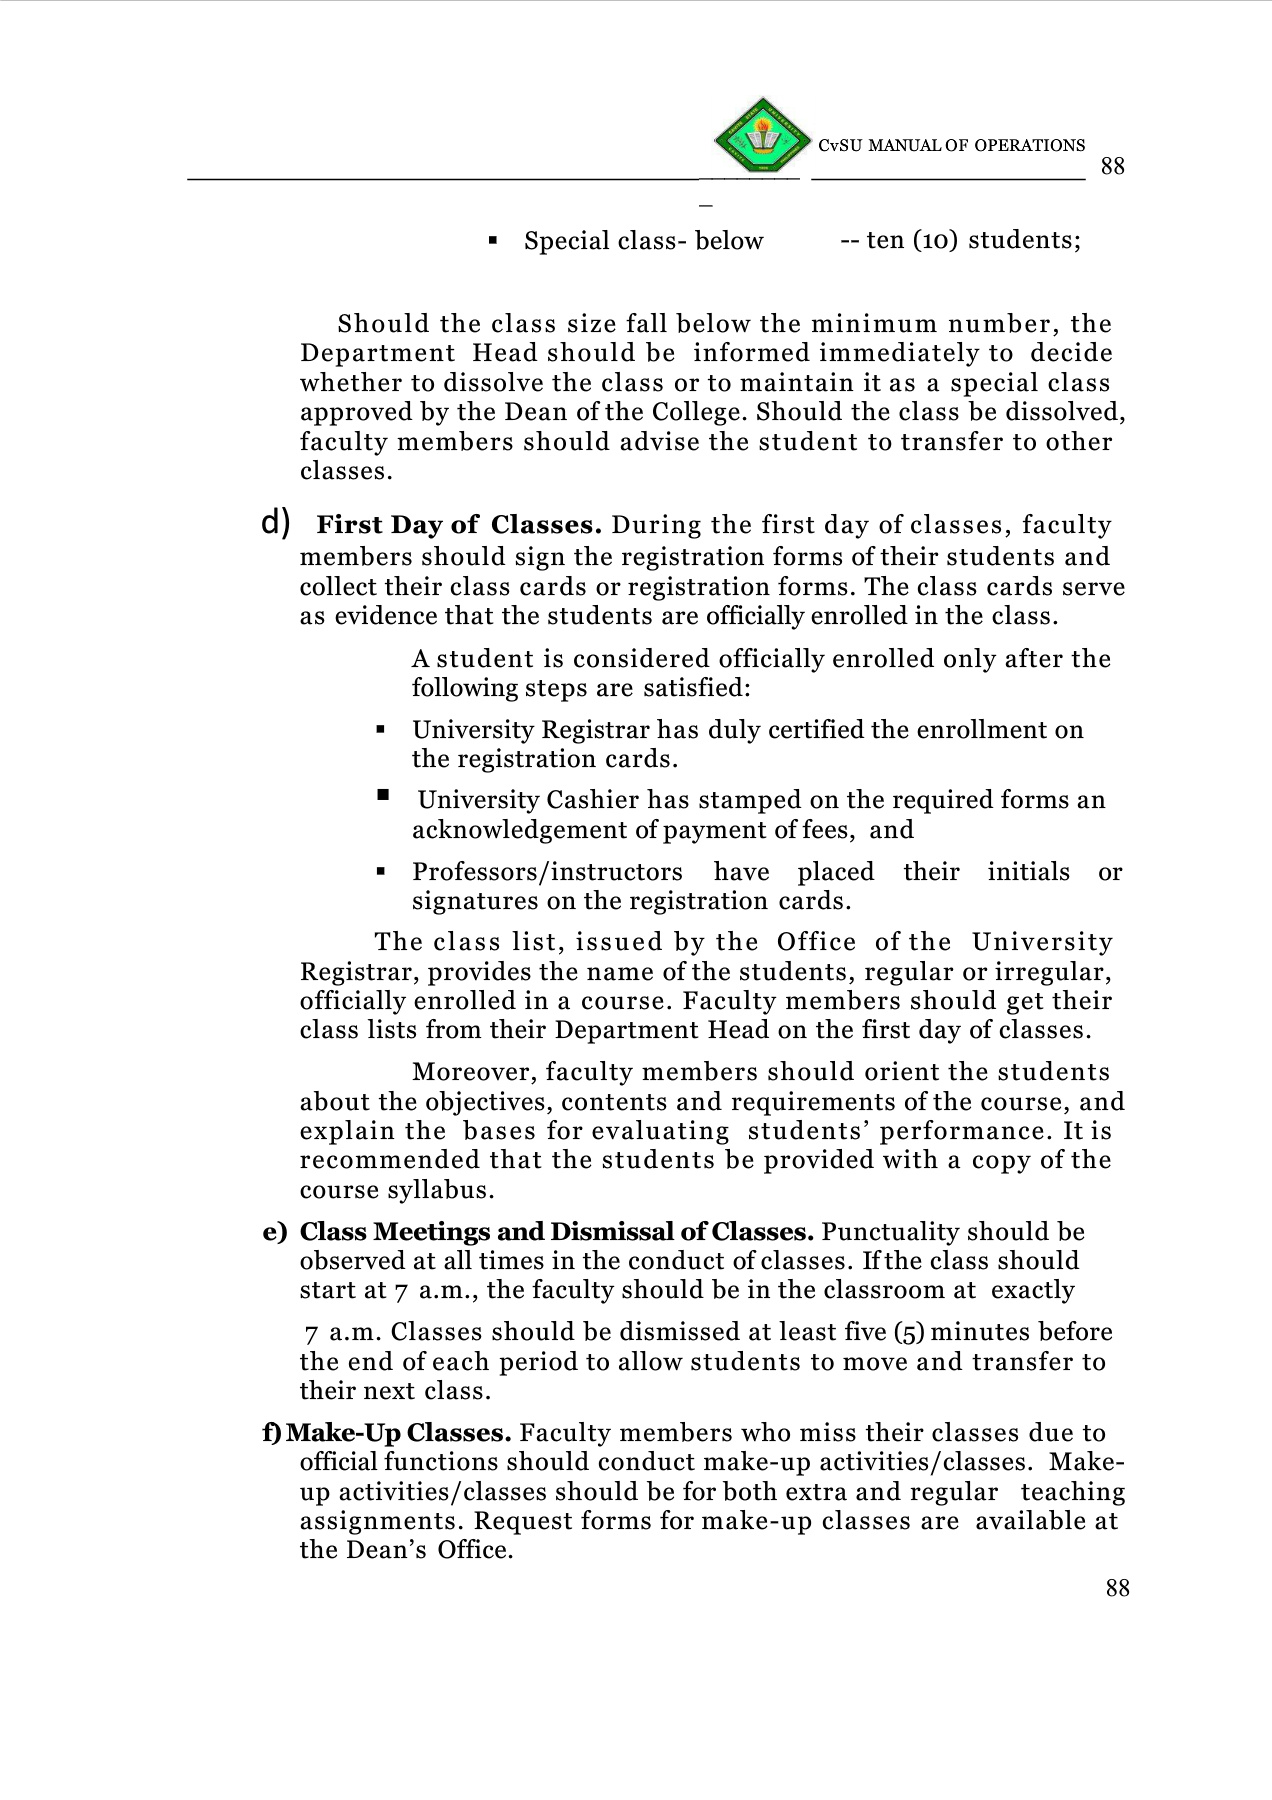 CvSU MANUAL OF OPERATIONS
88
▪ Special class- below -- ten (10) students;
Should the class size fall below the minimum number, the
Department Head should be informed immediately to decide
whether to dissolve the class or to maintain it as a special class
approved by the Dean of the College. Should the class be dissolved,
faculty members should advise the student to transfer to other
classes.
d) First Day of Classes. During the first day of classes, faculty
members should sign the registration forms of their students and
collect their class cards or registration forms. The class cards serve
as evidence that the students are officially enrolled in the class.
A student is considered officially enrolled only after the
following steps are satisfied:
▪ University Registrar has duly certified the enrollment on
the registration cards.
▪ University Cashier has stamped on the required forms an
acknowledgement of payment of fees, and
▪ Professors/instructors have placed their initials or
signatures on the registration cards.
The class list, issued by the Office of the University
Registrar, provides the name of the students, regular or irregular,
officially enrolled in a course. Faculty members should get their
class lists from their Department Head on the first day of classes.
Moreover, faculty members should orient the students
about the objectives, contents and requirements of the course, and
explain the bases for evaluating students’ performance. It is
recommended that the students be provided with a copy of the
course syllabus.
e) Class Meetings and Dismissal of Classes. Punctuality should be
observed at all times in the conduct of classes. If the class should
start at 7 a.m., the faculty should be in the classroom at exactly
7 a.m. Classes should be dismissed at least five (5) minutes before
the end of each period to allow students to move and transfer to
their next class.
f) Make-Up Classes. Faculty members who miss their classes due to
official functions should conduct make-up activities/classes. Make-
up activities/classes should be for both extra and regular teaching
assignments. Request forms for make-up classes are available at
the Dean’s Office.
88